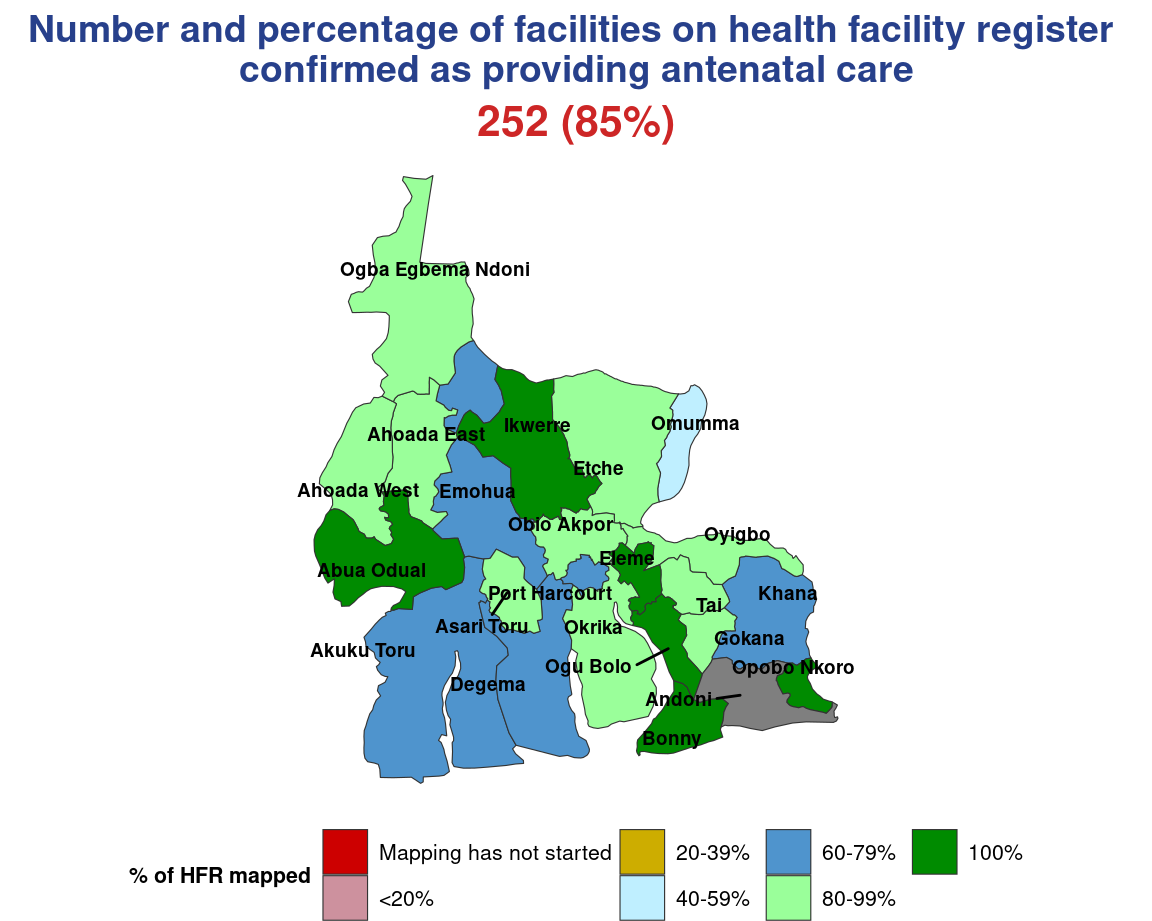 Number and percentage of facilities on health facility register
confirmed as providing antenatal care
252 (85%)
Ogba Egbema Ndoni
Omumma
Ikwerre
Ahoada East
Etche
Ahoada West
Emohua
Obio Akpor
Oyigbo
Eleme
Abua Odual
Port Harcourt
Khana
Tai
Asari Toru
Okrika
Gokana
Akuku Toru
Ogu Bolo
Opobo Nkoro
Degema
Andoni
Bonny
% of HFR mapped
Mapping has not started
<20%
20-39%
40-59%
60-79%
80-99%
100%